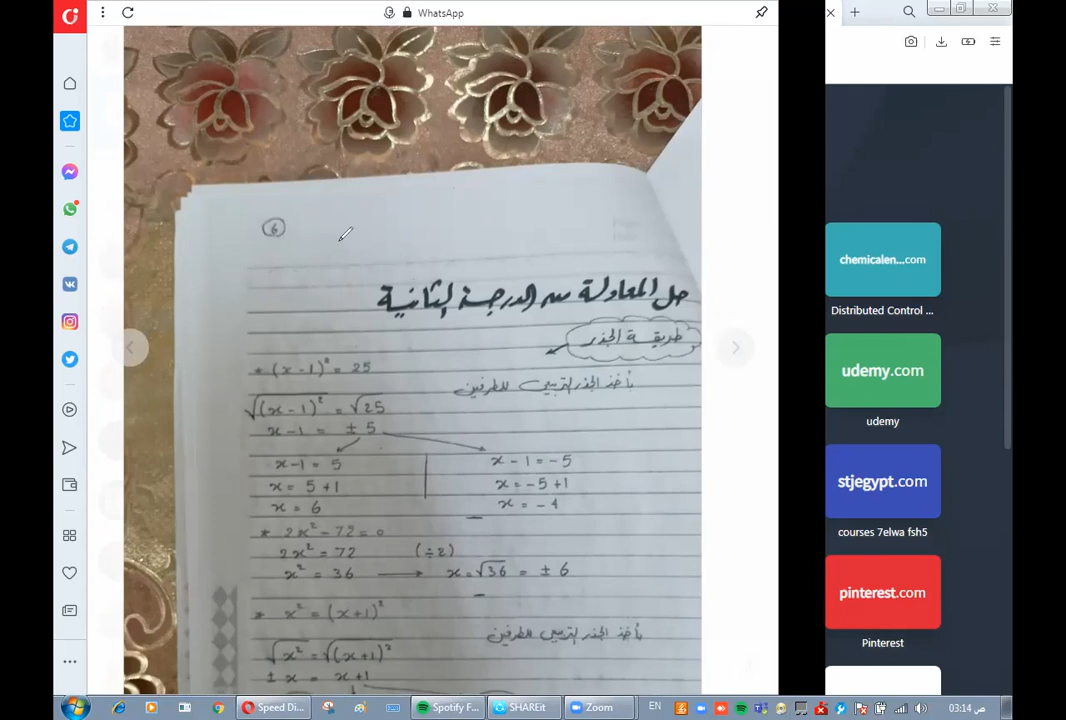 WhatsApp
6
حل المعادلة من الدرجة الثانية
طريقة الجذر
* (x-1)² = 25
نأخذ الجذر التربيعي للطرفين
√(x-1)² = √25
x-1 = ± 5
x-1 = 5
x-1 = -5
x = 5+1
x = -5+1
x = 6
x = -4
* 2x² - 72 = 0
2x² = 72 (÷2)
x² = 36 → x = √36 = ± 6
* x² = (x+1)²
نأخذ الجذر التربيعي للطرفين
√x² = √(x+1)²
± x = x+1
chemicalen...com
Distributed Control ...
udemy.com
udemy
stjegypt.com
courses 7elwa fsh5
pinterest.com
Pinterest
Speed Di...
Spotify F...
SHAREit
Zoom
EN
03:14 ص